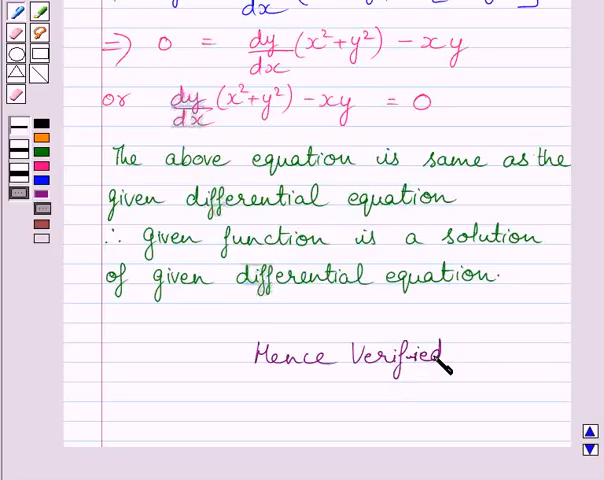 dx
⇒ 0 = dy/dx (x² + y²) - xy
or dy/dx (x² + y²) - xy = 0
The above equation is same as the
given differential equation
∴ given function is a solution
of given differential equation.
Hence Verified